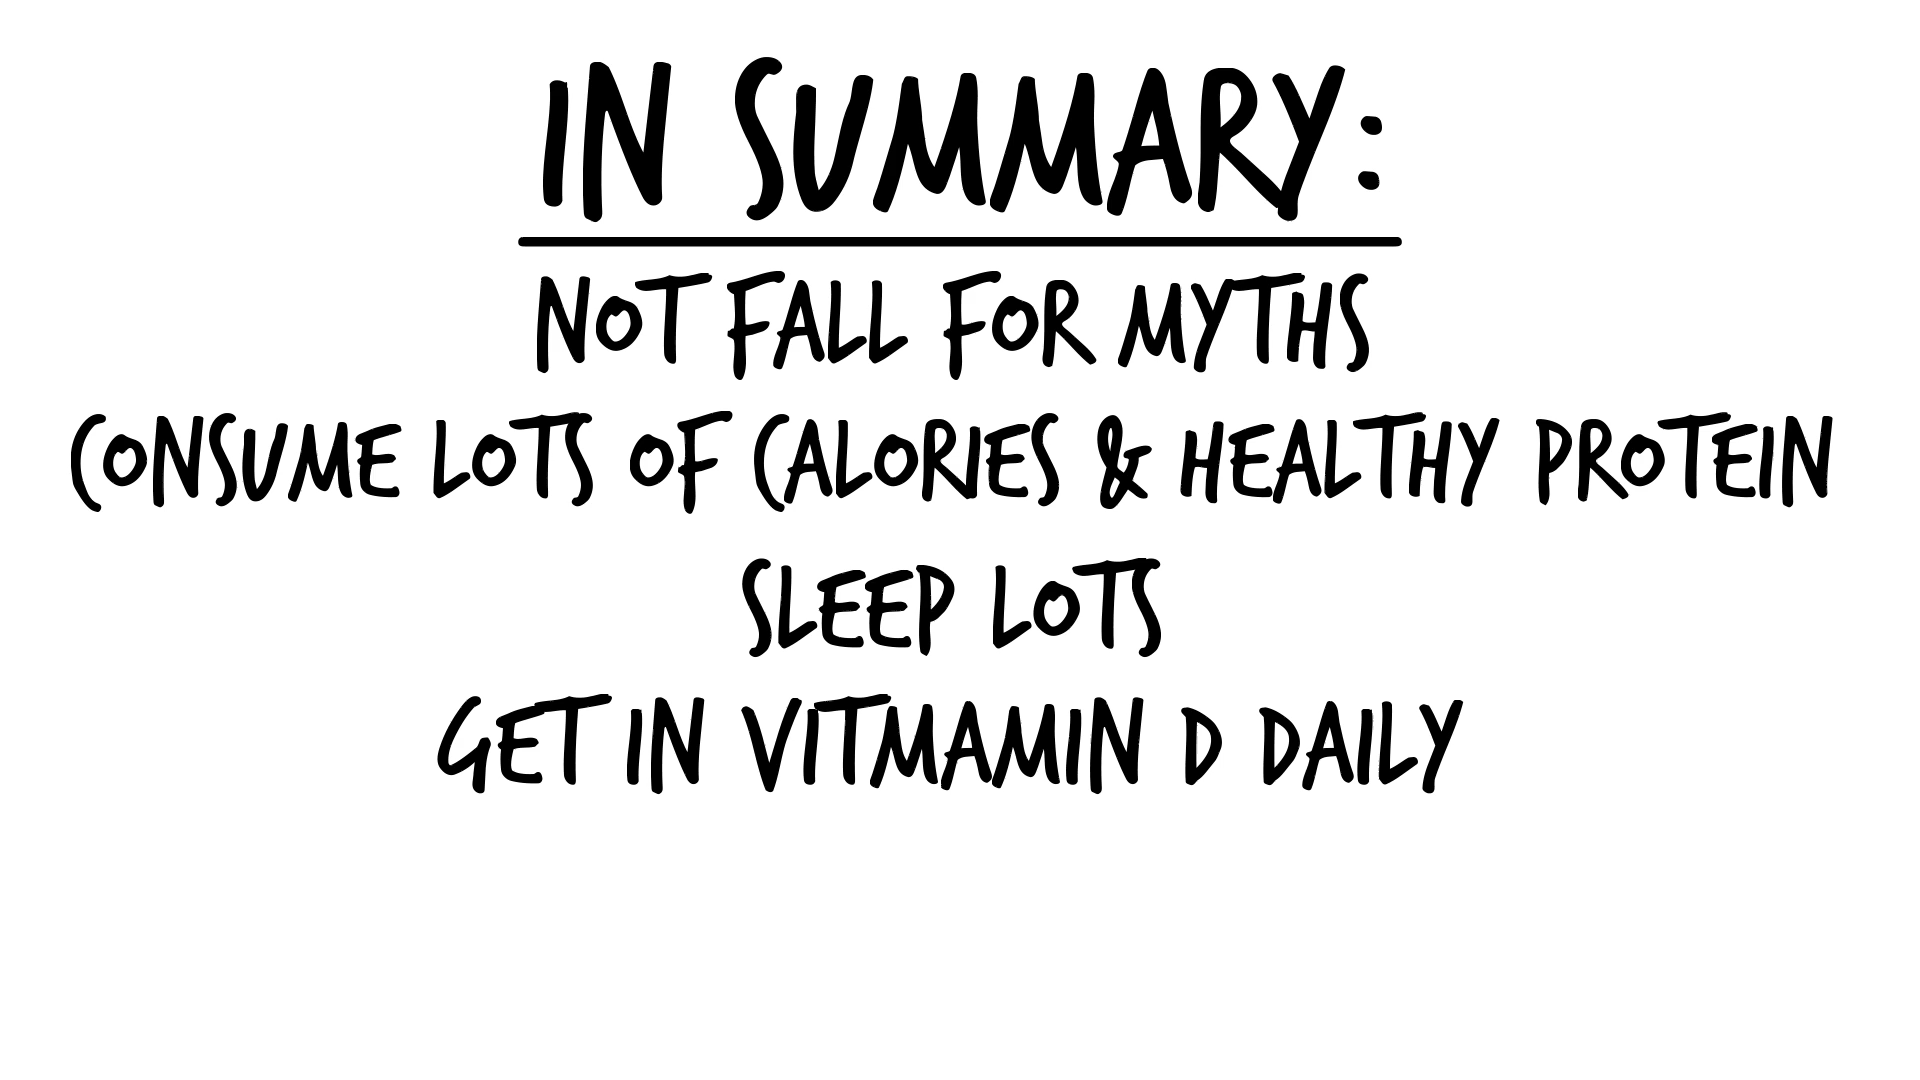 IN SUMMARY:
NOT FALL FOR MYTHS
CONSUME LOTS OF CALORIES & HEALTHY PROTEIN
SLEEP LOTS
GET IN VITMAMIN D DAILY